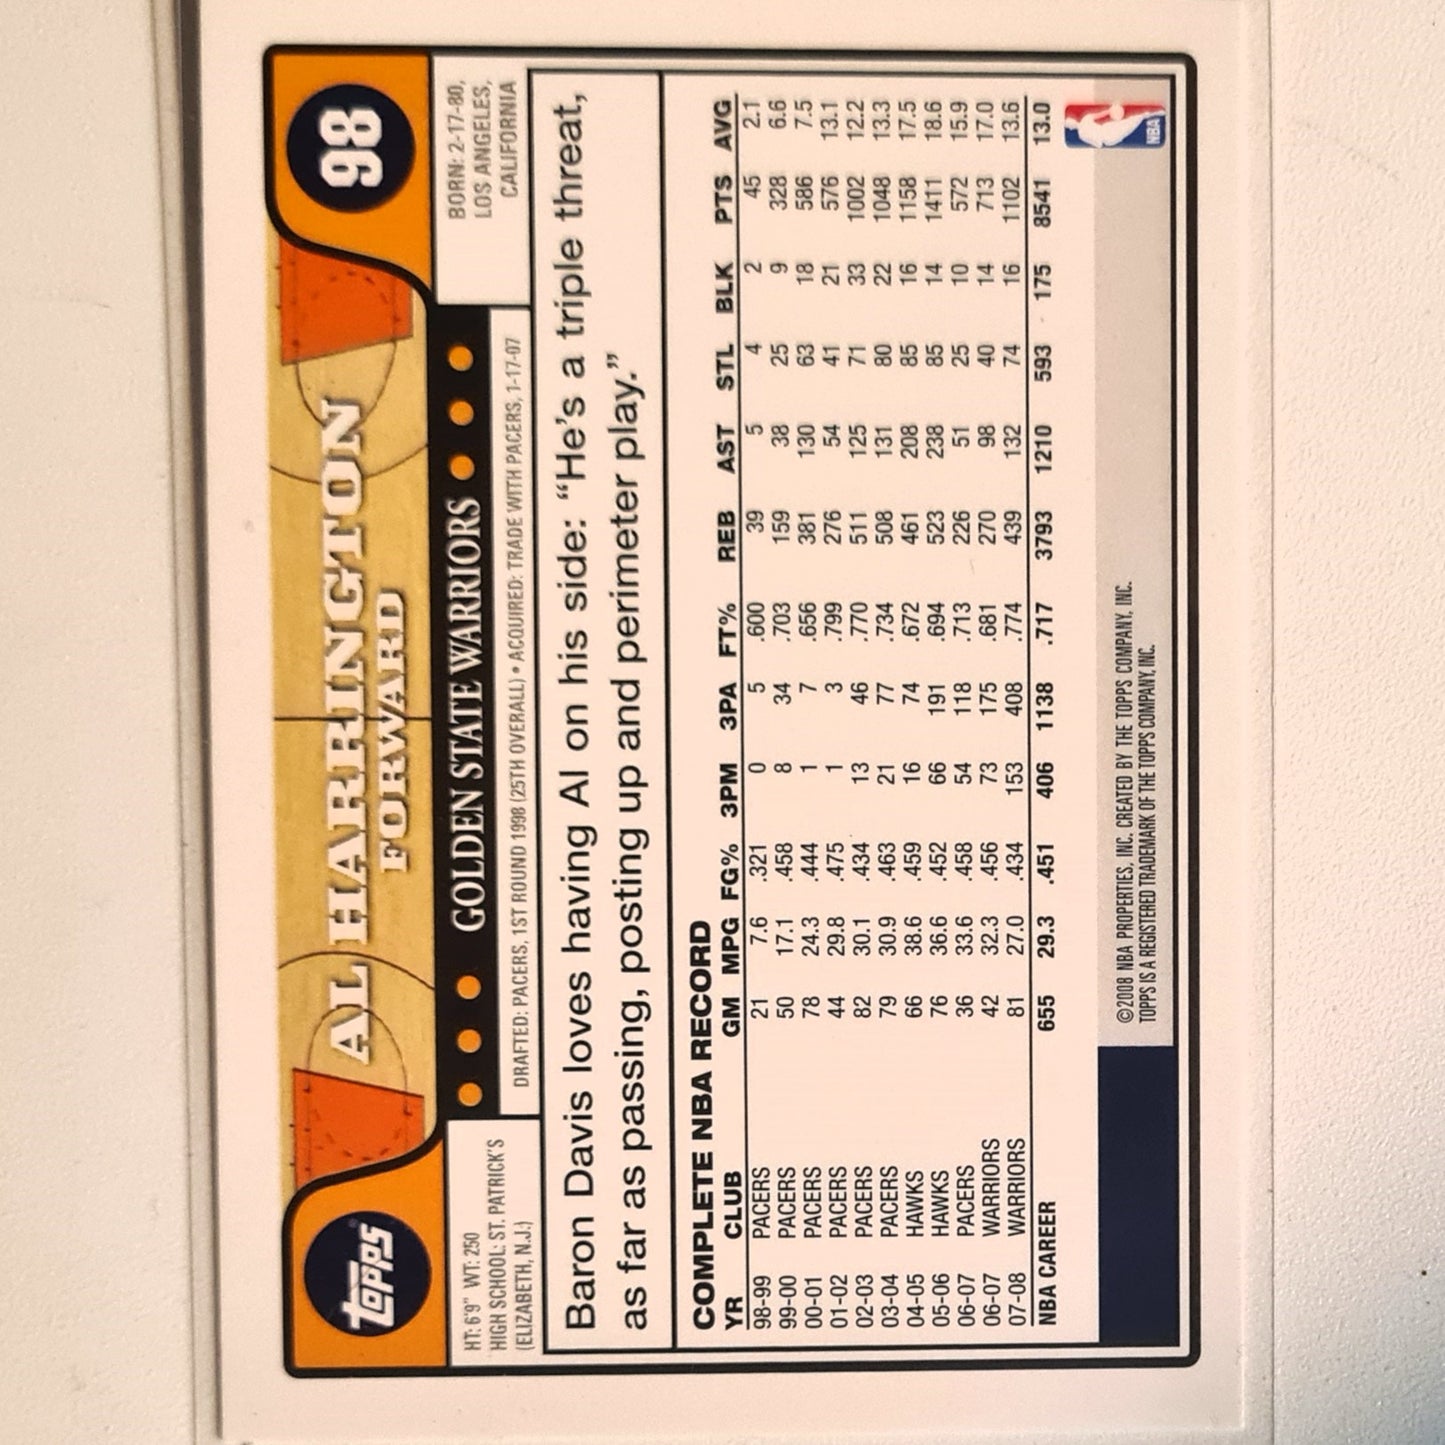 TOPPS
AL HARRINGTON
FORWARD
98
HT: 6'9" WT: 250
HIGH SCHOOL: ST. PATRICK'S
(ELIZABETH, N.J.)
GOLDEN STATE WARRIORS
DRAFTED: PACERS, 1ST ROUND 1998 (25TH OVERALL) • ACQUIRED: TRADE WITH PACERS, 1-17-07
BORN: 2-17-80,
LOS ANGELES,
CALIFORNIA
Baron Davis loves having Al on his side: “He’s a triple threat,
as far as passing, posting up and perimeter play.”
COMPLETE NBA RECORD
YR CLUB GM MPG FG% 3PM 3PA FT% REB AST STL BLK PTS AVG
98-99 PACERS 21 7.6 .321 0 5 .600 39 5 4 2 45 2.1
99-00 PACERS 50 17.1 .458 8 34 .703 159 38 25 9 328 6.6
00-01 PACERS 78 24.3 .444 1 7 .656 381 130 63 18 586 7.5
01-02 PACERS 44 29.8 .475 1 3 .799 276 54 41 21 576 13.1
02-03 PACERS 82 30.1 .434 13 46 .770 511 125 71 33 1002 12.2
03-04 PACERS 79 30.9 .463 21 77 .734 508 131 80 22 1048 13.3
04-05 HAWKS 66 38.6 .459 16 74 .672 461 208 85 16 1158 17.5
05-06 HAWKS 76 36.6 .452 66 191 .694 523 238 85 14 1411 18.6
06-07 PACERS 36 33.6 .458 54 118 .713 226 51 25 10 572 15.9
06-07 WARRIORS 42 32.3 .456 73 175 .681 270 98 40 14 713 17.0
07-08 WARRIORS 81 27.0 .434 153 408 .774 439 132 74 16 1102 13.6
NBA CAREER 655 29.3 .451 406 1138 .717 3793 1210 593 175 8541 13.0
©2008 NBA PROPERTIES, INC. CREATED BY THE TOPPS COMPANY, INC.
TOPPS IS A REGISTERED TRADEMARK OF THE TOPPS COMPANY, INC.
NBA